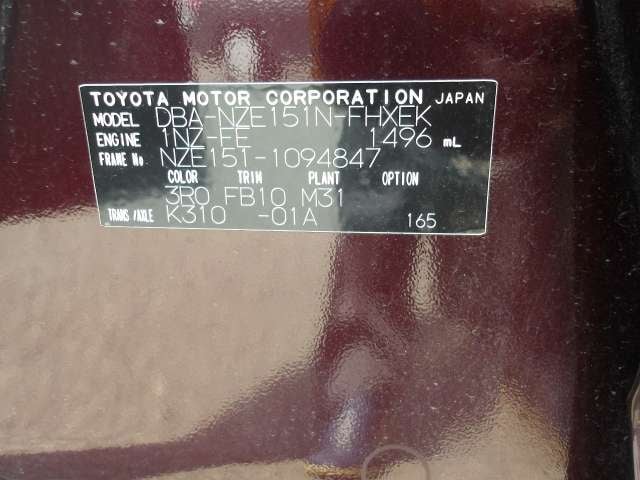 TOYOTA MOTOR CORPORATION JAPAN
MODEL DBA-NZE151N-FHXEK
ENGINE 1NZ-FE 1496 mL
FRAME No. NZE151-1094847
COLOR TRIM PLANT OPTION
3R0 FB10 M31
TRANS/AXLE K310 -01A 165